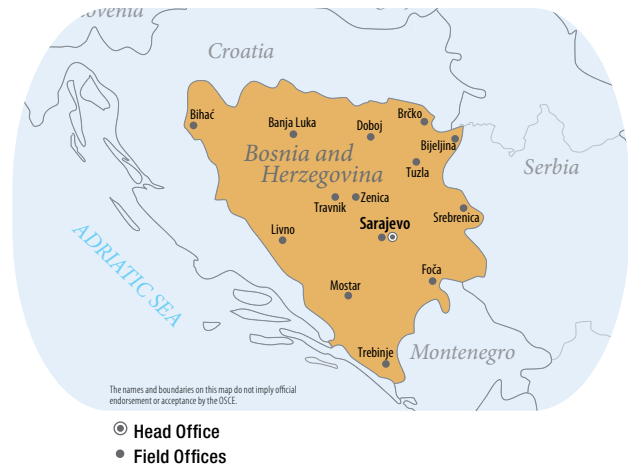 ovenia
Croatia
Bihać
Banja Luka
Doboj
Brčko
Bijeljina
Bosnia and
Herzegovina
Tuzla
Serbia
Travnik
Zenica
Srebrenica
Sarajevo
Livno
ADRIATIC SEA
Foča
Mostar
Trebinje
Montenegro
The names and boundaries on this map do not imply official
endorsement or acceptance by the OSCE.
Head Office
Field Offices